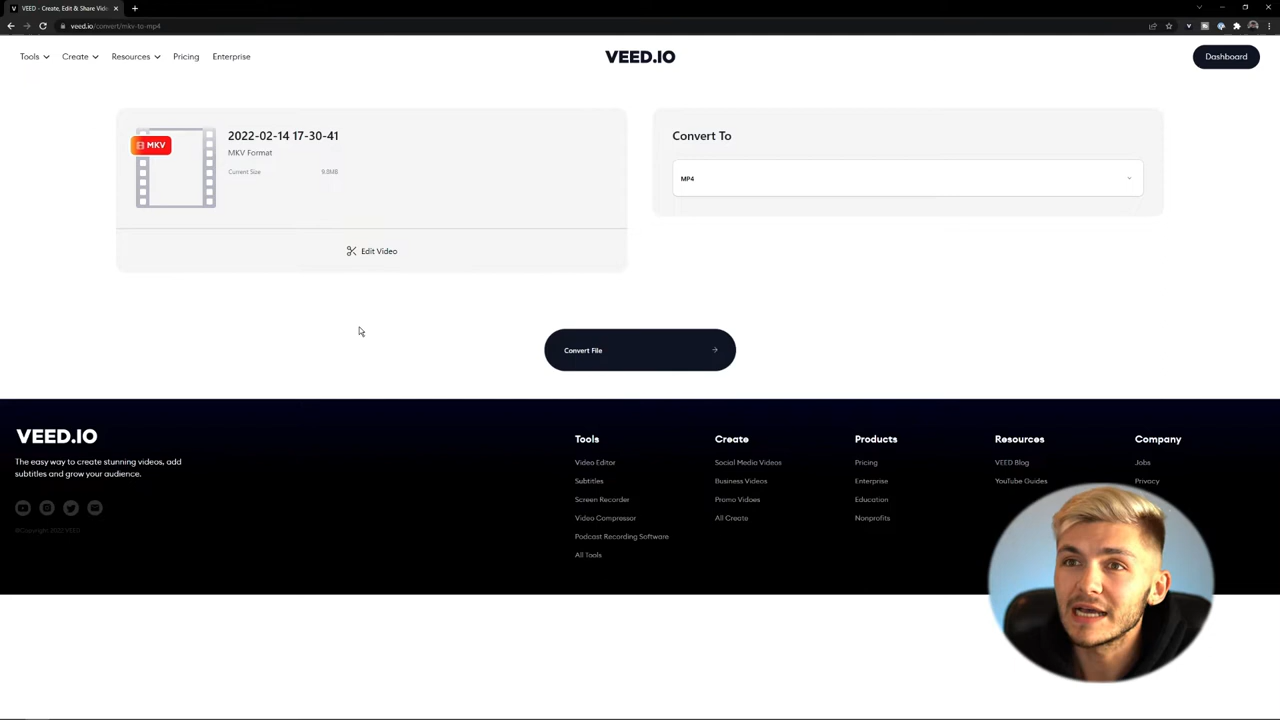 VEED - Create, Edit & Share Vide
veed.io/convert/mkv-to-mp4
Tools Create Resources Pricing Enterprise
VEED.IO
Dashboard
MKV
2022-02-14 17-30-41
MKV Format
Current Size 9.8MB
Edit Video
Convert To
MP4
Convert File
VEED.IO
The easy way to create stunning videos, add
subtitles and grow your audience.
©Copyright 2022 VEED
Tools
Video Editor
Subtitles
Screen Recorder
Video Compressor
Podcast Recording Software
All Tools
Create
Social Media Videos
Business Videos
Promo Vidoes
All Create
Products
Pricing
Enterprise
Education
Nonprofits
Resources
VEED Blog
YouTube Guides
Company
Jobs
Privacy